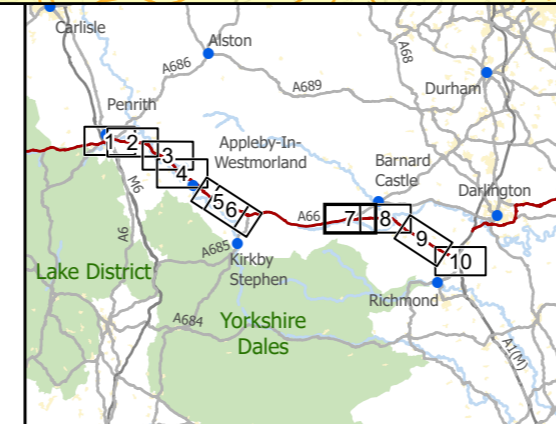 Carlisle
Alston
A686
A68
A689
Durham
Penrith
Appleby-In-
Westmorland
Barnard
Castle
Darlington
1
2
3
4
5
6
7
8
9
10
M6
A6
A66
A685
Kirkby
Stephen
Lake District
Richmond
A684
Yorkshire
Dales
A1(M)